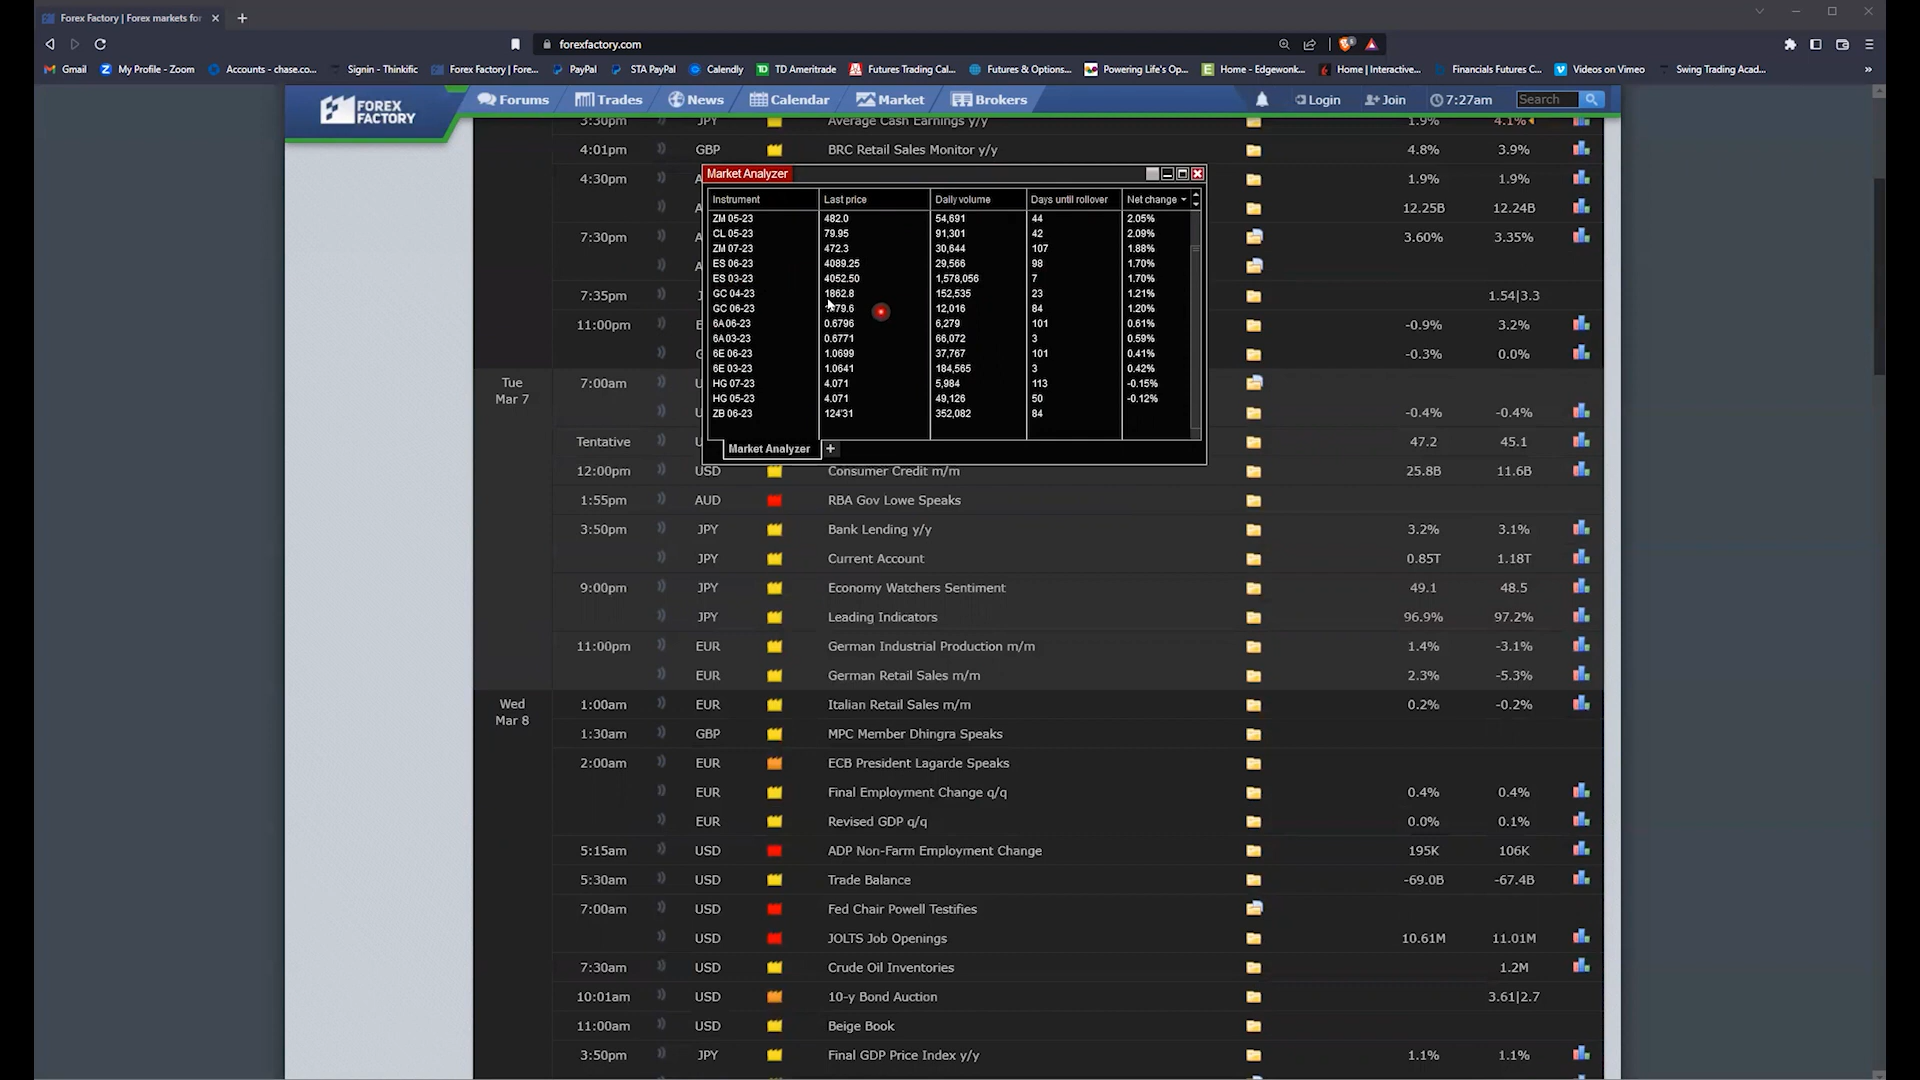 Forex Factory | Forex markets for
forexfactory.com
Gmail My Profile - Zoom Accounts - chase.co... Signin - Thinkific Forex Factory | Fore... PayPal STA PayPal Calendly TD Ameritrade Futures Trading Cal... Futures & Options... Powering Life's Op... Home - Edgewonk... Home | Interactive... Financials Futures C... Videos on Vimeo Swing Trading Acad... »
FOREX FACTORY Forums Trades News Calendar Market Brokers Login Join 7:27am Search
3:30pm JPY Average Cash Earnings y/y 1.9% 4.1%
4:01pm GBP BRC Retail Sales Monitor y/y 4.8% 3.9%
4:30pm 1.9% 1.9%
12.25B 12.24B
7:30pm 3.60% 3.35%
7:35pm 1.54|3.3
11:00pm -0.9% 3.2%
-0.3% 0.0%
Market Analyzer
Instrument Last price Daily volume Days until rollover Net change
ZM 05-23 482.0 54,691 44 2.05%
CL 05-23 79.95 91,301 42 2.09%
ZM 07-23 472.3 30,644 107 1.88%
ES 06-23 4089.25 29,566 98 1.70%
ES 03-23 4052.50 1,578,056 7 1.70%
GC 04-23 1862.8 152,535 23 1.21%
GC 06-23 79.6 12,016 84 1.20%
6A 06-23 0.6796 6,279 101 0.61%
6A 03-23 0.6771 66,072 3 0.59%
6E 06-23 1.0699 37,767 101 0.41%
6E 03-23 1.0641 184,565 3 0.42%
HG 07-23 4.071 5,984 113 -0.15%
HG 05-23 4.071 49,126 50 -0.12%
ZB 06-23 124'31 352,082 84
Market Analyzer +
Tue Mar 7 7:00am
-0.4% -0.4%
Tentative 47.2 45.1
12:00pm USD Consumer Credit m/m 25.8B 11.6B
1:55pm AUD RBA Gov Lowe Speaks
3:50pm JPY Bank Lending y/y 3.2% 3.1%
JPY Current Account 0.85T 1.18T
9:00pm JPY Economy Watchers Sentiment 49.1 48.5
JPY Leading Indicators 96.9% 97.2%
11:00pm EUR German Industrial Production m/m 1.4% -3.1%
EUR German Retail Sales m/m 2.3% -5.3%
Wed Mar 8 1:00am EUR Italian Retail Sales m/m 0.2% -0.2%
1:30am GBP MPC Member Dhingra Speaks
2:00am EUR ECB President Lagarde Speaks
EUR Final Employment Change q/q 0.4% 0.4%
EUR Revised GDP q/q 0.0% 0.1%
5:15am USD ADP Non-Farm Employment Change 195K 106K
5:30am USD Trade Balance -69.0B -67.4B
7:00am USD Fed Chair Powell Testifies
USD JOLTS Job Openings 10.61M 11.01M
7:30am USD Crude Oil Inventories 1.2M
10:01am USD 10-y Bond Auction 3.61|2.7
11:00am USD Beige Book
3:50pm JPY Final GDP Price Index y/y 1.1% 1.1%